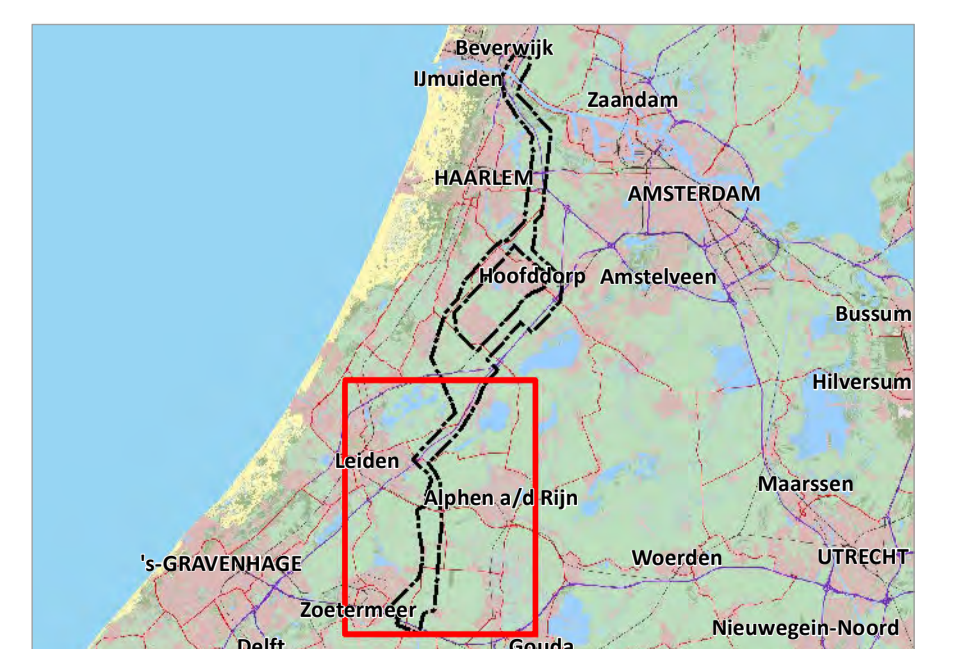 Beverwijk
IJmuiden
Zaandam
HAARLEM
AMSTERDAM
Hoofddorp
Amstelveen
Bussum
Hilversum
Leiden
Maarssen
Alphen a/d Rijn
's-GRAVENHAGE
Woerden
UTRECHT
Zoetermeer
Nieuwegein-Noord
Delft
Gouda